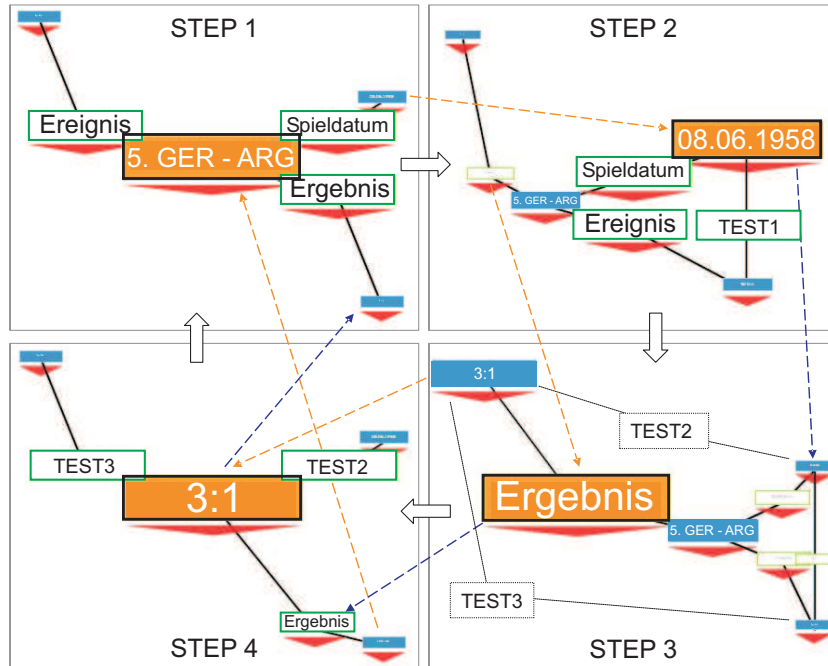 STEP 1
Ereignis
Spieldatum
5. GER - ARG
Ergebnis
STEP 2
08.06.1958
Spieldatum
5. GER - ARG
Ereignis
TEST1
3:1
TEST2
Ergebnis
5. GER - ARG
TEST3
STEP 3
TEST3
TEST2
3:1
Ergebnis
STEP 4